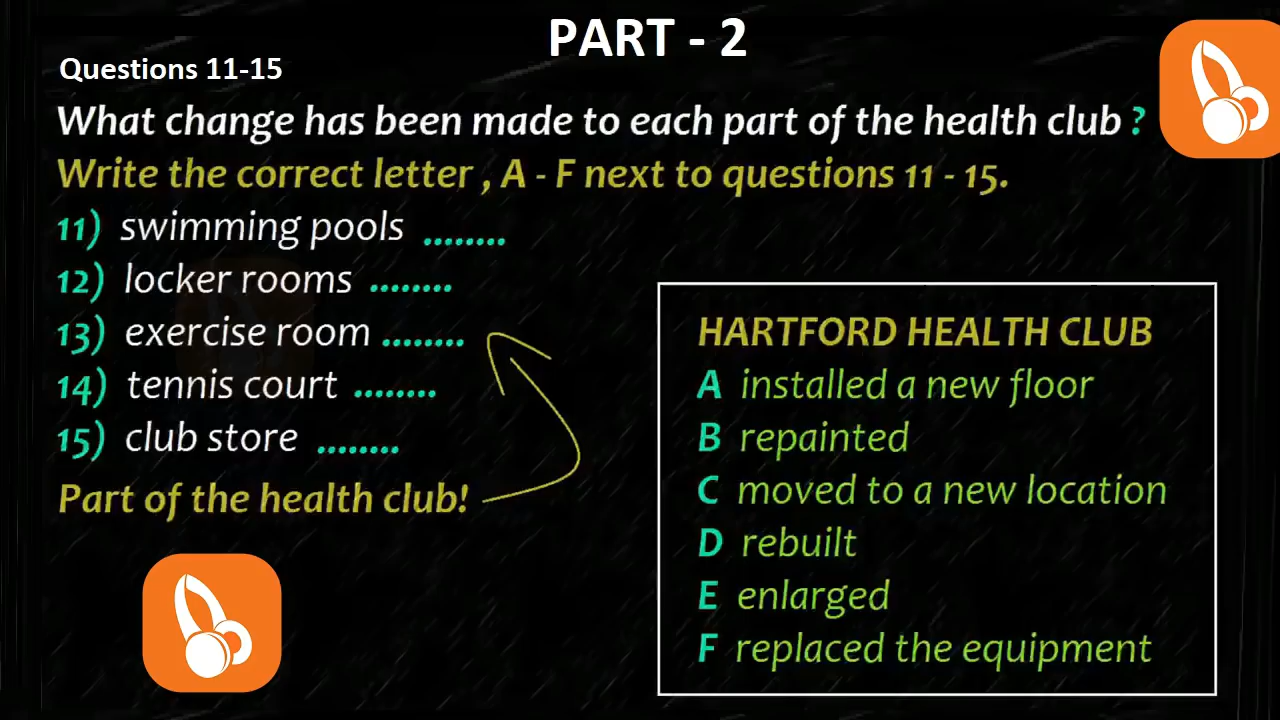 PART - 2
Questions 11-15
What change has been made to each part of the health club ?
Write the correct letter , A - F next to questions 11 - 15.
11) swimming pools ........
12) locker rooms ........
13) exercise room ........
14) tennis court ........
15) club store ........
Part of the health club!
HARTFORD HEALTH CLUB
A installed a new floor
B repainted
C moved to a new location
D rebuilt
E enlarged
F replaced the equipment